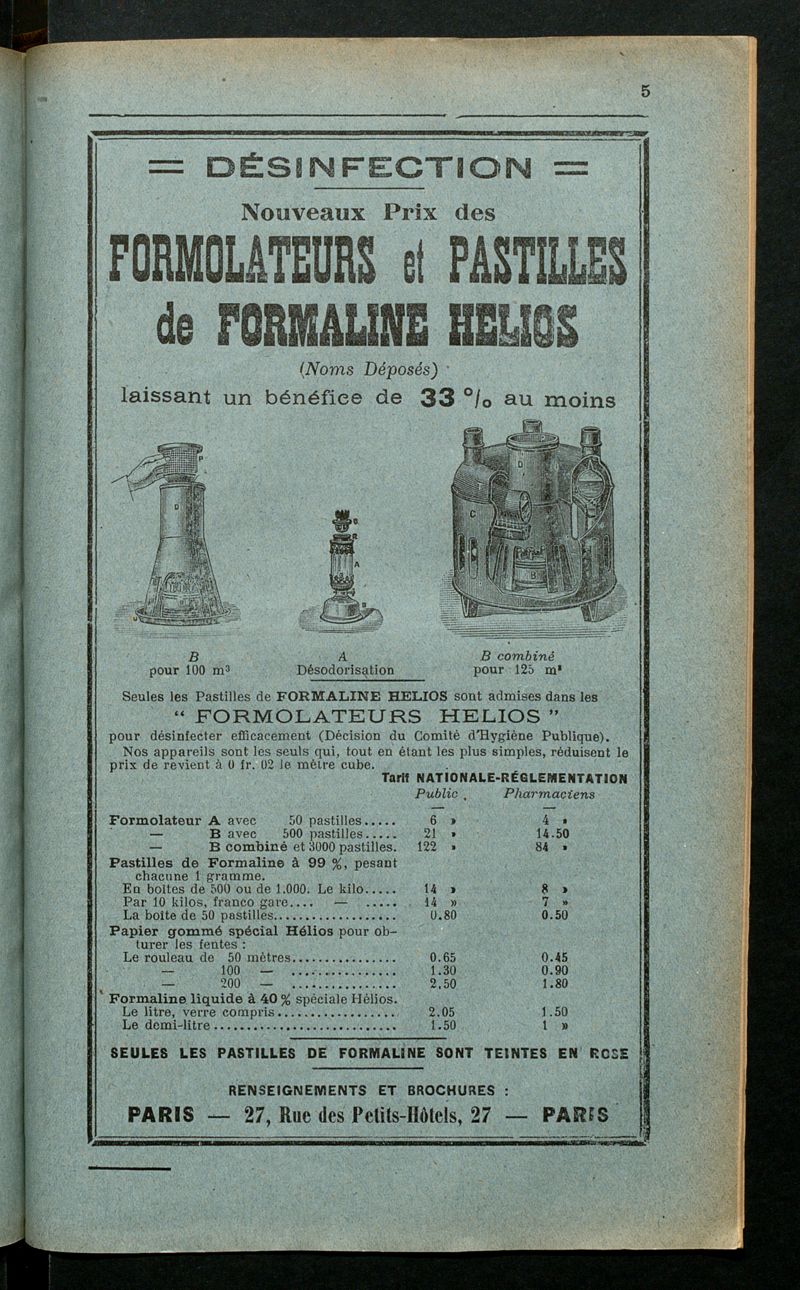 5
= DÉSINFECTION =
Nouveaux Prix des
FORMOLATEURS et PASTILLES
de FORMALINE HELIOS
(Noms Déposés)
laissant un bénéfice de 33 % au moins
B
pour 100 m³
A
Désodorisation
B combiné
pour 125 m³
Seules les Pastilles de FORMALINE HELIOS sont admises dans les
“ FORMOLATEURS HELIOS ”
pour désinfecter efficacement (Décision du Comité d'Hygiène Publique).
Nos appareils sont les seuls qui, tout en étant les plus simples, réduisent le
prix de revient à 0 fr. 02 le mètre cube.
Tarif NATIONALE-RÉGLEMENTATION
Public Pharmaciens
Formolateur A avec 50 pastilles..... 6 » 4 »
— B avec 500 pastilles..... 21 » 14.50
— B combiné et 3000 pastilles. 122 » 84 »
Pastilles de Formaline à 99 %, pesant
chacune 1 gramme.
En boîtes de 500 ou de 1.000. Le kilo..... 14 » 8 »
Par 10 kilos, franco gare.... — ..... 14 » 7 »
La boîte de 50 pastilles................... 0.80 0.50
Papier gommé spécial Hélios pour ob-
turer les fentes :
Le rouleau de 50 mètres................ 0.65 0.45
— 100 — ................ 1.30 0.90
— 200 — ................ 2.50 1.80
Formaline liquide à 40 % spéciale Hélios.
Le litre, verre compris.................. 2.05 1.50
Le demi-litre............................ 1.50 1 »
SEULES LES PASTILLES DE FORMALINE SONT TEINTES EN ROSE
RENSEIGNEMENTS ET BROCHURES :
PARIS — 27, Rue des Petits-Hôtels, 27 — PARIS